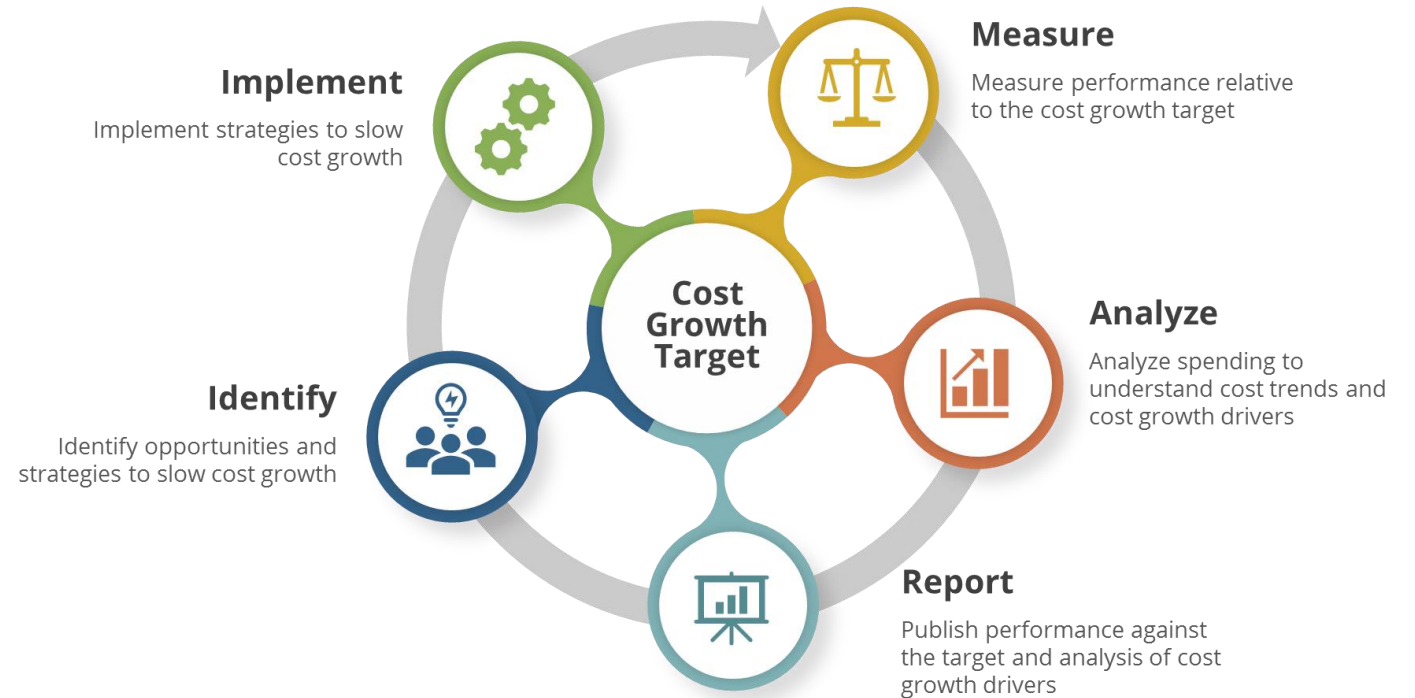 Measure
Measure performance relative
to the cost growth target
Analyze
Analyze spending to
understand cost trends and
cost growth drivers
Report
Publish performance against
the target and analysis of cost
growth drivers
Identify
Identify opportunities and
strategies to slow cost growth
Implement
Implement strategies to slow
cost growth
Cost
Growth
Target